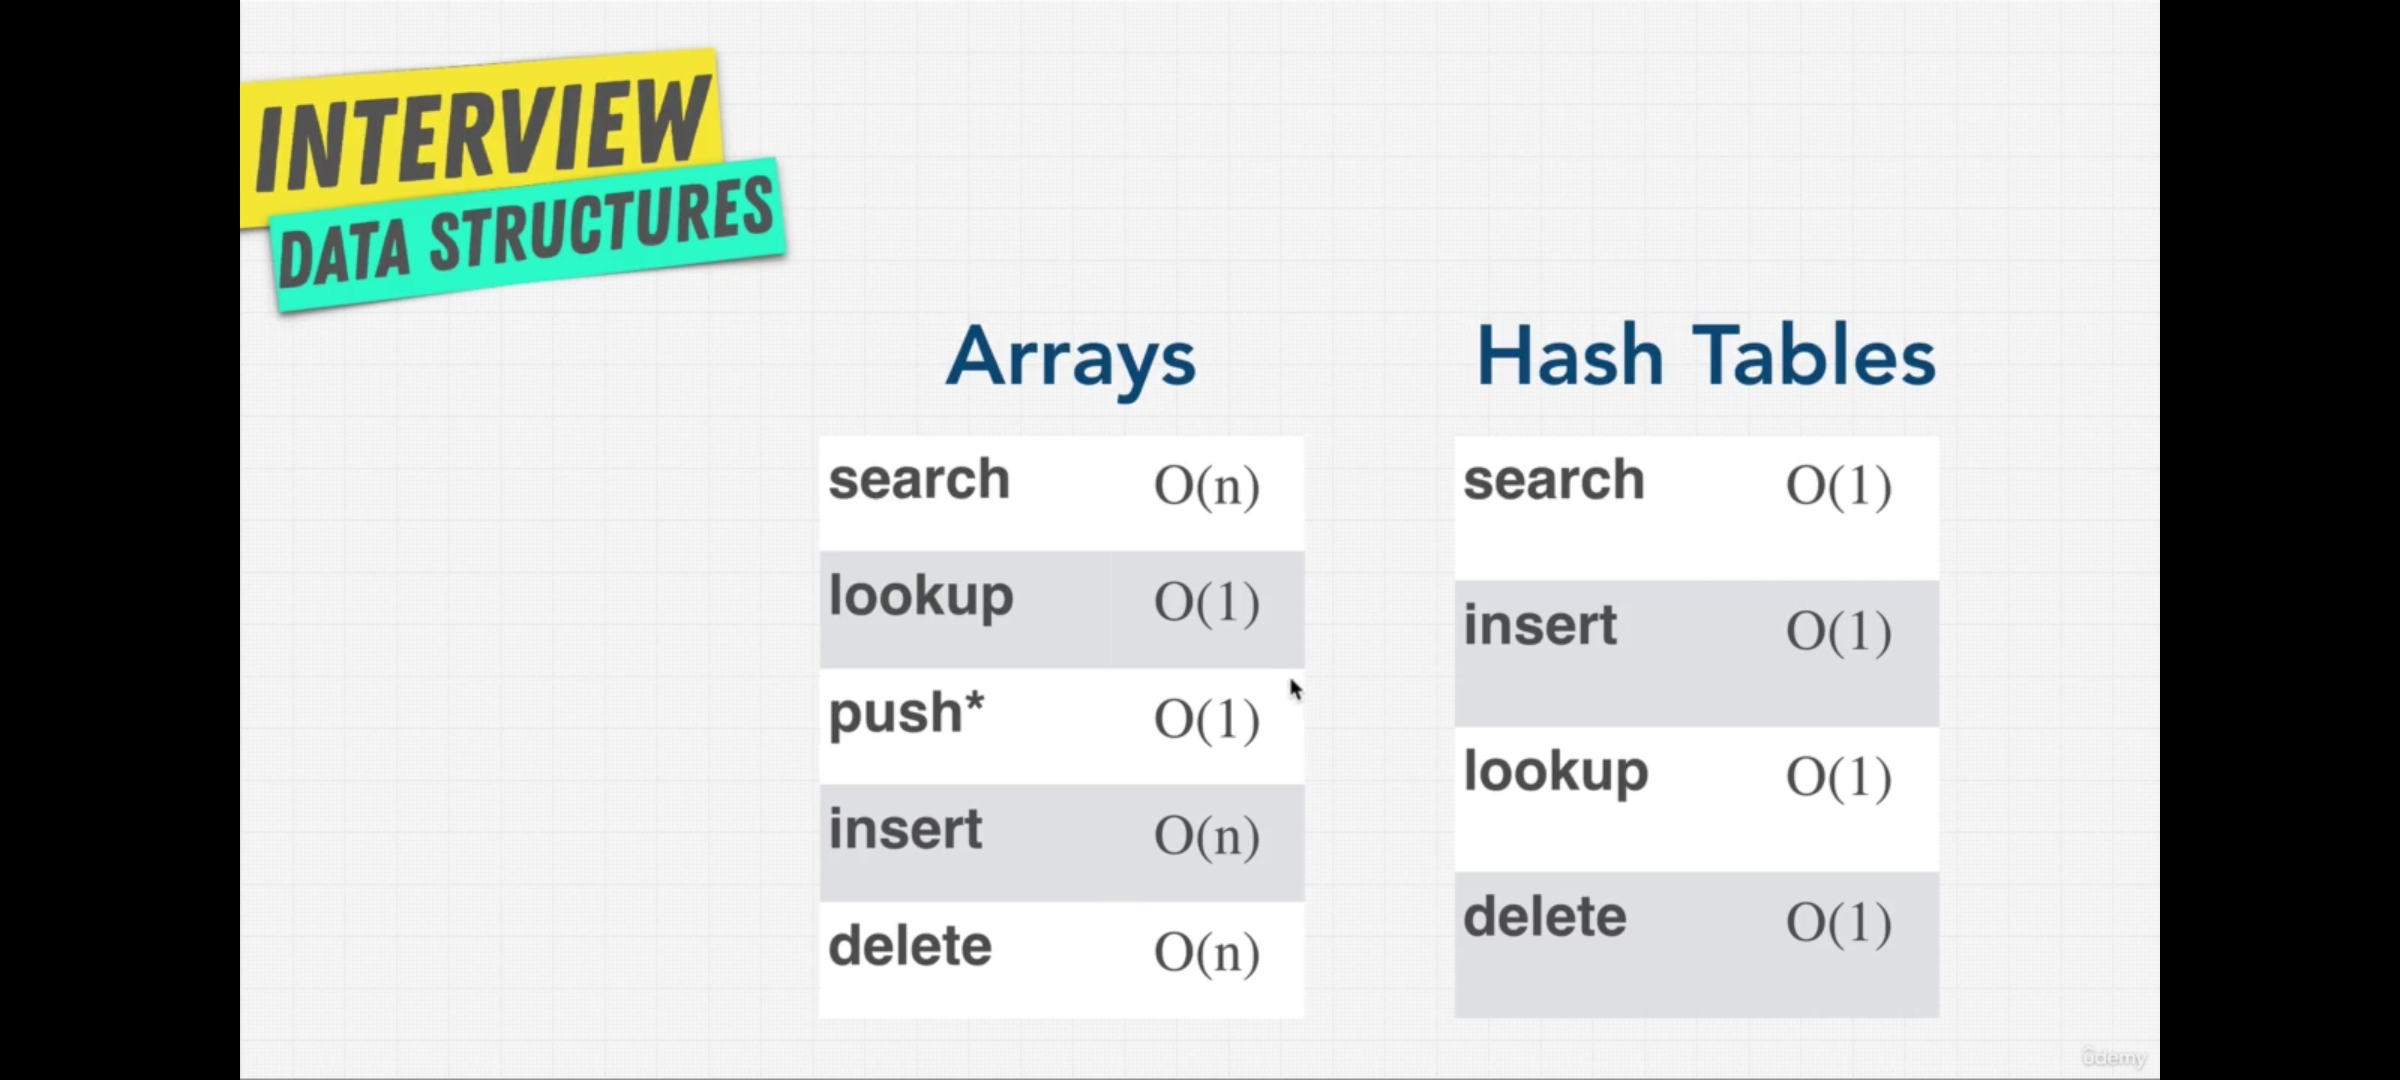 INTERVIEW
DATA STRUCTURES
Arrays
search O(n)
lookup O(1)
push* O(1)
insert O(n)
delete O(n)
Hash Tables
search O(1)
insert O(1)
lookup O(1)
delete O(1)
ûdemy